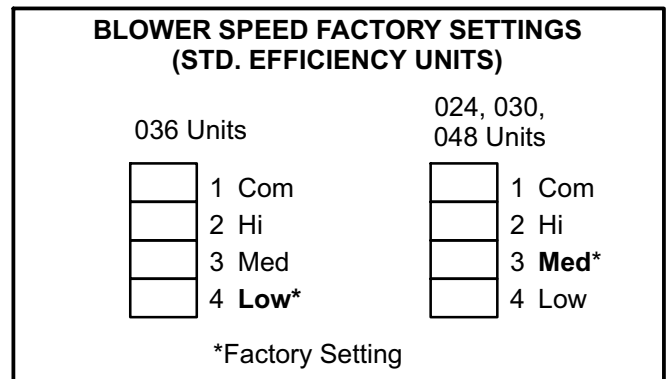 BLOWER SPEED FACTORY SETTINGS
(STD. EFFICIENCY UNITS)
036 Units
1 Com
2 Hi
3 Med
4 Low*
024, 030,
048 Units
1 Com
2 Hi
3 Med*
4 Low
*Factory Setting